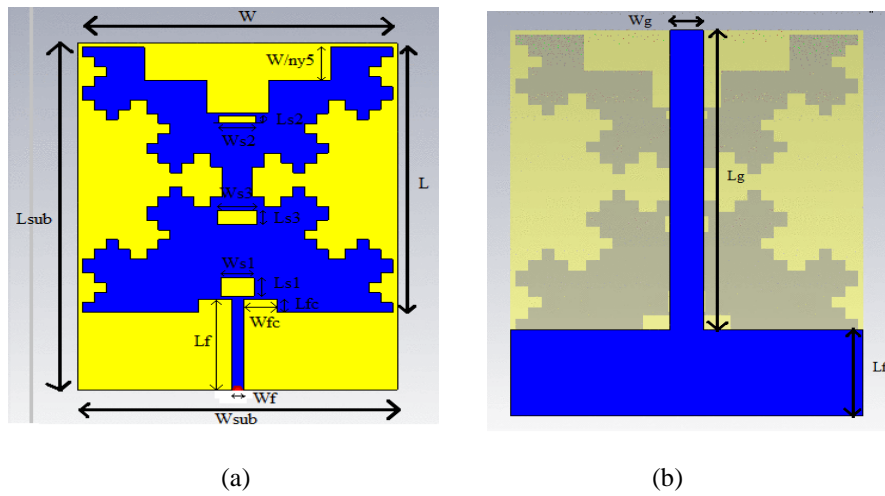 W
W/ny5
Ls2
Ws2
L
Ws3
Lsub
Ls3
Ws1
Ls1
Lfc
Wfc
Lf
Wf
Wsub
(a)
Wg
Lg
Lf
(b)